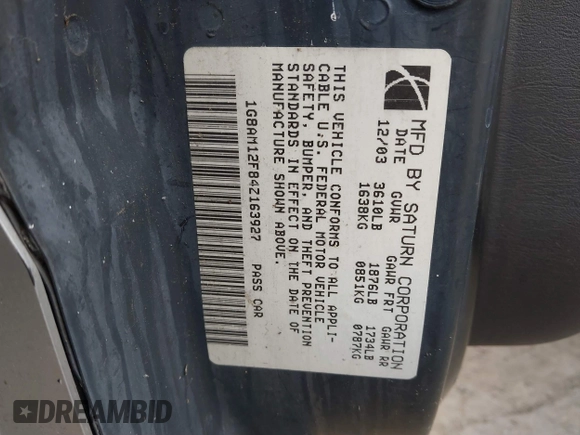 MFD BY SATURN CORPORATION
DATE GVWR GAWR FRT GAWR RR
12/03 3610LB 1876LB 1734LB
1638KG 0851KG 0787KG
THIS VEHICLE CONFORMS TO ALL APPLI-
CABLE U.S. FEDERAL MOTOR VEHICLE
SAFETY, BUMPER, AND THEFT PREVENTION
STANDARDS IN EFFECT ON THE DATE OF
MANUFACTURE SHOWN ABOVE.
1G8AM12F84Z163927 PASS CAR
DREAMBID